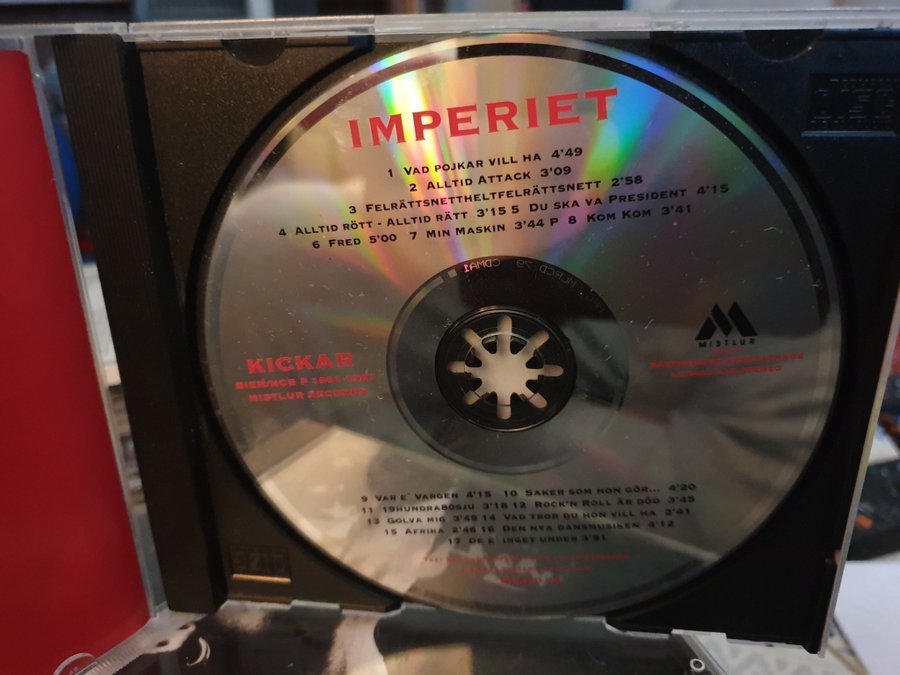 IMPERIET
1 VAD POJKAR VILL HA 4'49
2 ALLTID ATTACK 3'09
3 FELRÄTTSNETTHELTFELRÄTTSNETT 2'58
4 ALLTID RÖTT - ALLTID RÄTT 3'15 5 DU SKA VA PRESIDENT 4'15
6 FRED 5'00 7 MIN MASKIN 3'44 P 8 KOM KOM 3'41
KICKAR
MISTLUR RECORDS
MISTLUR
9 VAR E' VARGEN 4'15 10 SAKER SOM HON GÖR... 4'20
11 19HUNDRABÖSJU 3'18 12 ROCK'N ROLL ÄR DÖD 3'45
13 GOLVA MIG 3'49 14 VAD TROR DU HON VILL HA 2'41
15 AFRIKA 2'46 16 DEN NYA DANSMUSIKEN 4'12
17 DE E' INGET UNDER 3'51